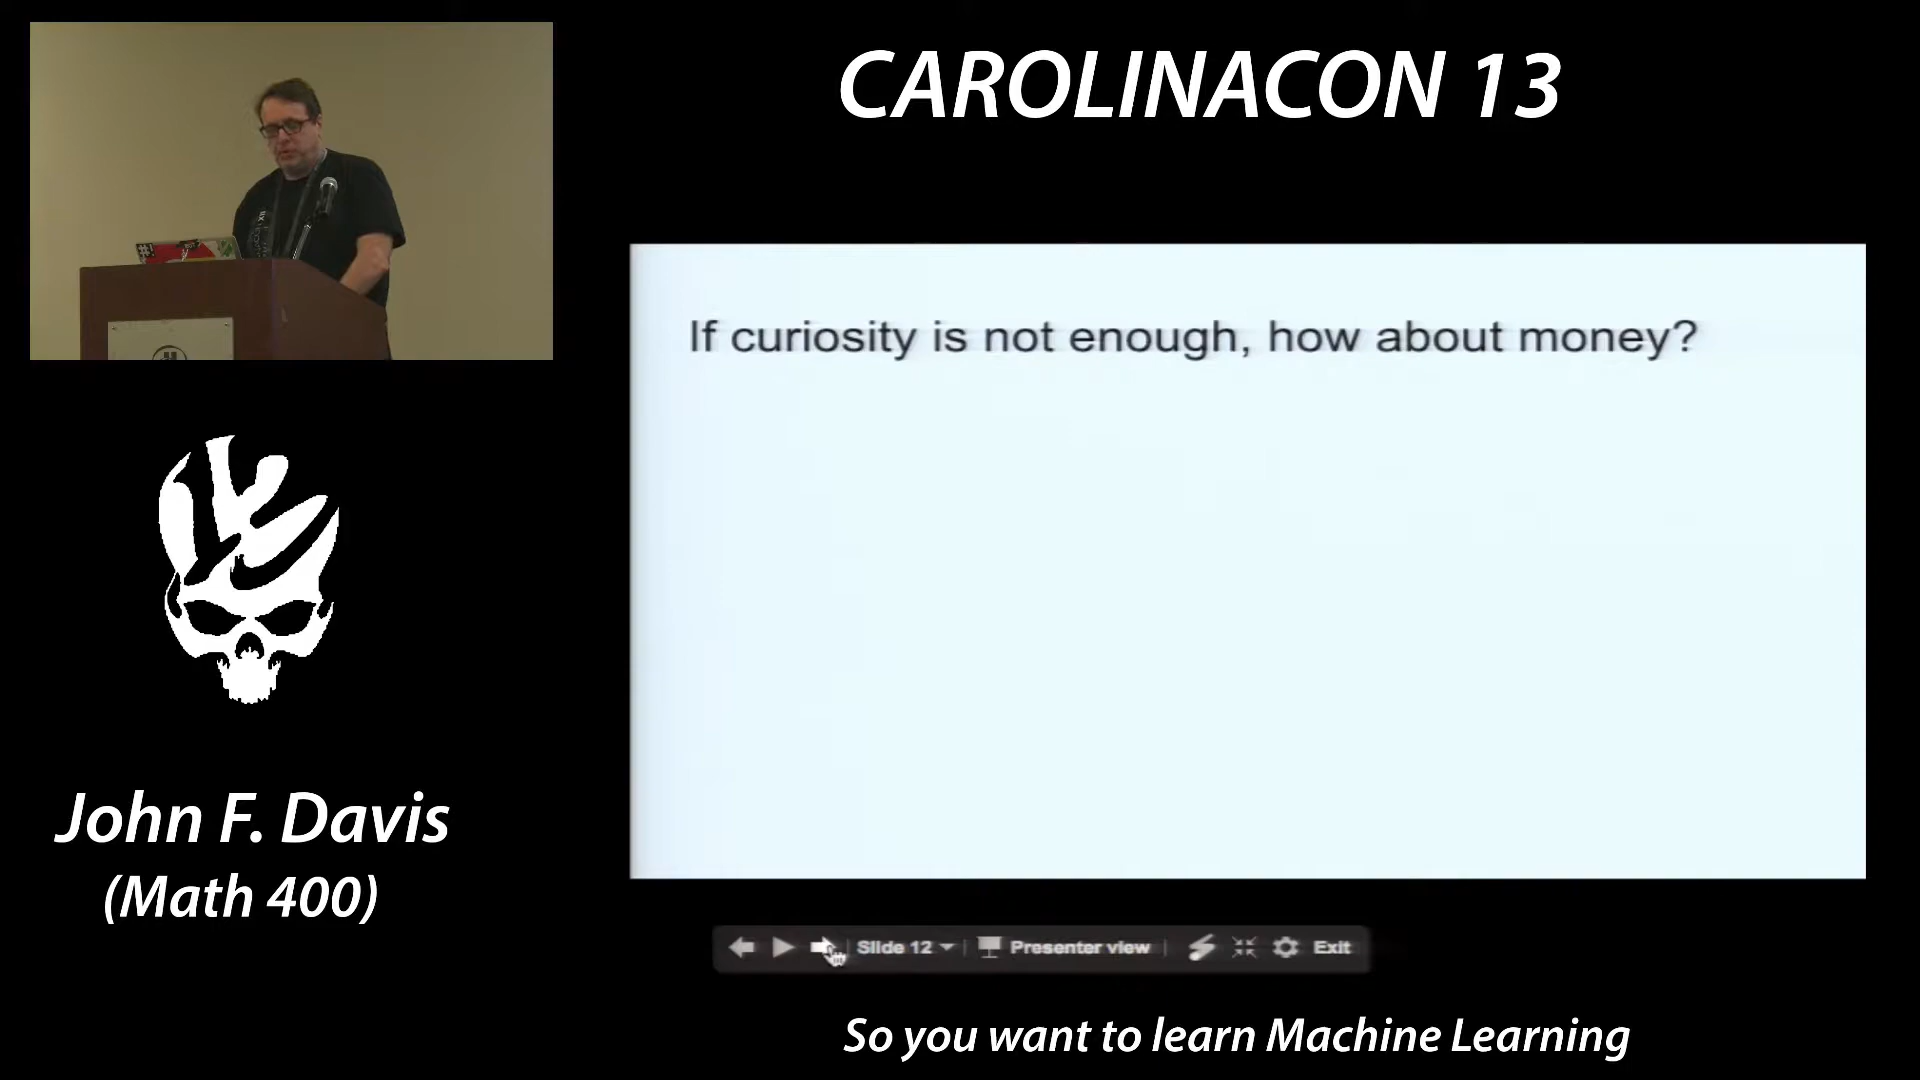 CAROLINACON 13
If curiosity is not enough, how about money?
John F. Davis
(Math 400)
Slide 12
Presenter view
Exit
So you want to learn Machine Learning